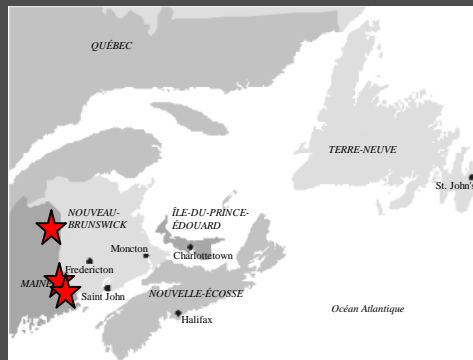 QUÉBEC
TERRE-NEUVE
St. John's
NOUVEAU-
BRUNSWICK
ÎLE-DU-PRINCE-
ÉDOUARD
Moncton
Charlottetown
Fredericton
MAINE
Saint John
NOUVELLE-ÉCOSSE
Halifax
Océan Atlantique